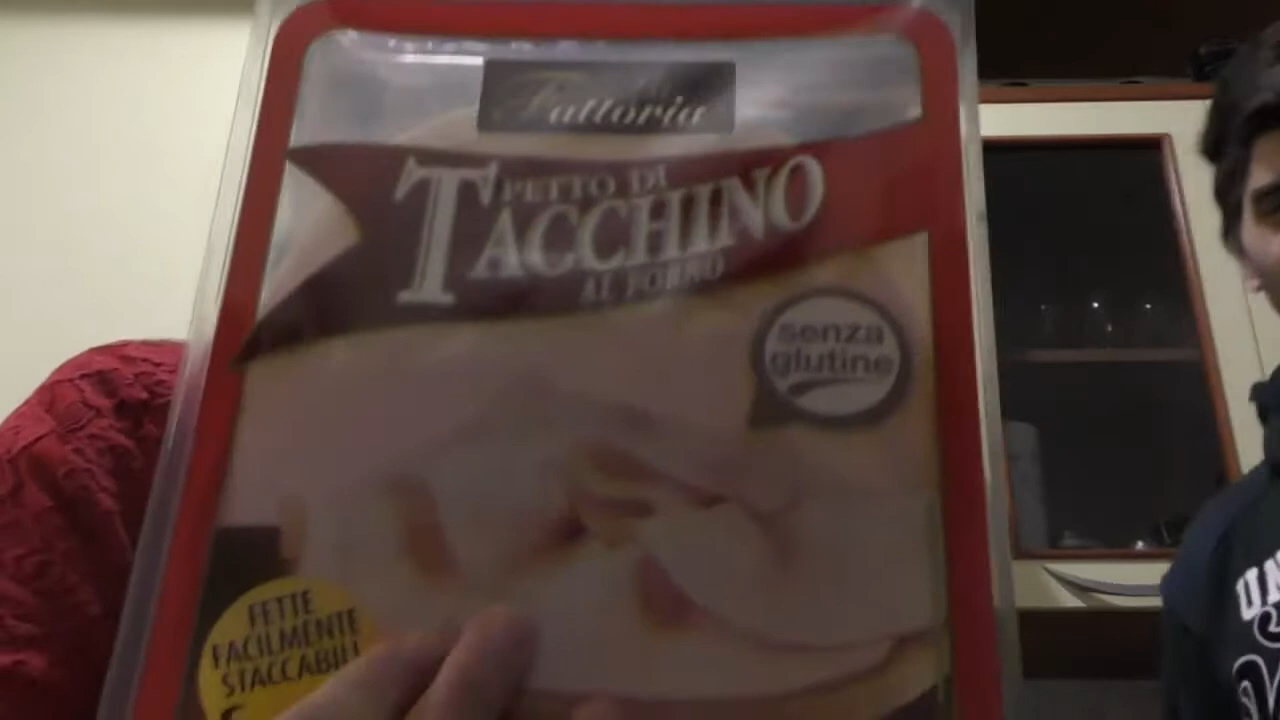 Fattoria
PETTO DI
TACCHINO
AL FORNO
senza
glutine
FETTE
FACILMENTE
STACCABILI